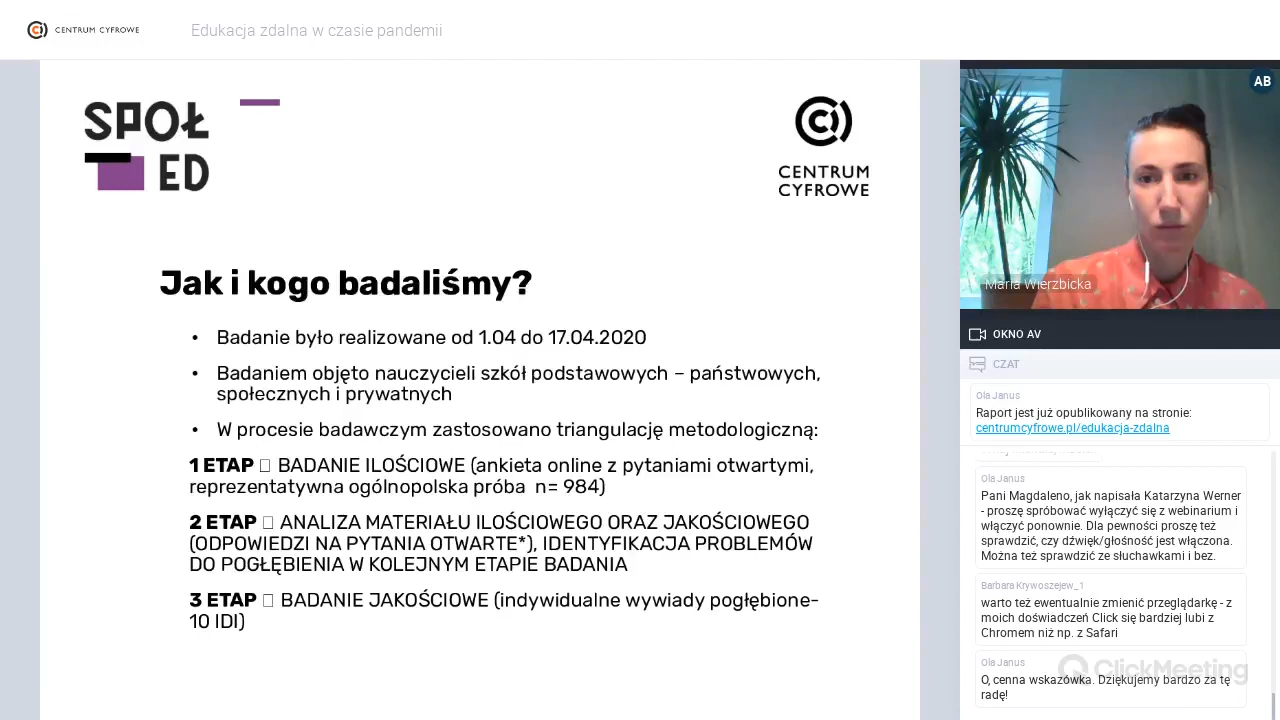 CENTRUM CYFROWE
Edukacja zdalna w czasie pandemii
SPOŁ
ED
CENTRUM
CYFROWE
Jak i kogo badaliśmy?
• Badanie było realizowane od 1.04 do 17.04.2020
• Badaniem objęto nauczycieli szkół podstawowych – państwowych,
społecznych i prywatnych
• W procesie badawczym zastosowano triangulację metodologiczną:
1 ETAP BADANIE ILOŚCIOWE (ankieta online z pytaniami otwartymi,
reprezentatywna ogólnopolska próba n= 984)
2 ETAP ANALIZA MATERIAŁU ILOŚCIOWEGO ORAZ JAKOŚCIOWEGO
(ODPOWIEDZI NA PYTANIA OTWARTE*), IDENTYFIKACJA PROBLEMÓW
DO POGŁĘBIENIA W KOLEJNYM ETAPIE BADANIA
3 ETAP BADANIE JAKOŚCIOWE (indywidualne wywiady pogłębione-
10 IDI)
AB
Maria Wierzbicka
OKNO AV
CZAT
Ola Janus
Raport jest już opublikowany na stronie:
centrumcyfrowe.pl/edukacja-zdalna
Ola Janus
Pani Magdaleno, jak napisała Katarzyna Werner
- proszę spróbować wyłączyć się z webinarium i
włączyć ponownie. Dla pewności proszę też
sprawdzić, czy dźwięk/głośność jest włączona.
Można też sprawdzić ze słuchawkami i bez.
Barbara Krywoszejew_1
warto też ewentualnie zmienić przeglądarkę - z
moich doświadczeń Click się bardziej lubi z
Chromem niż np. z Safari
Ola Janus
O, cenna wskazówka. Dziękujemy bardzo za tę
radę!
ClickMeeting